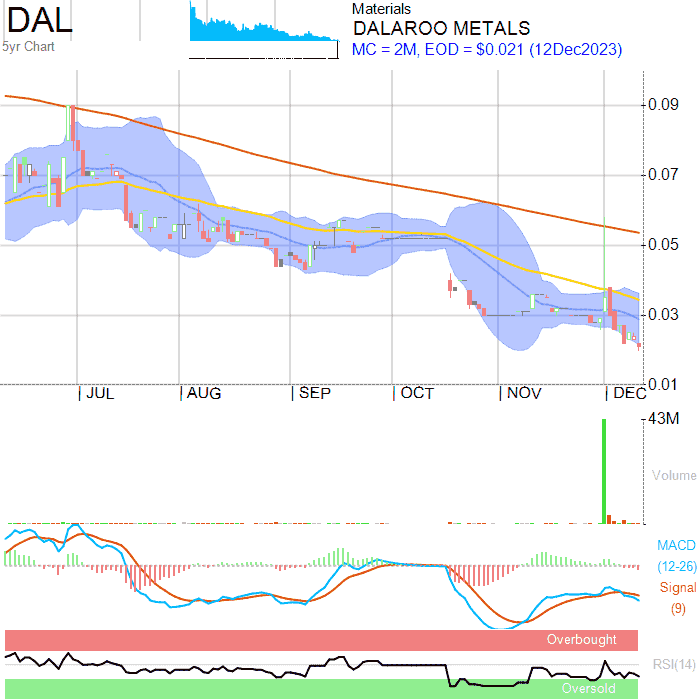 DAL
5yr Chart
Materials
DALAROO METALS
MC = 2M, EOD = $0.021 (12Dec2023)
0.09
0.07
0.05
0.03
0.01
JUL AUG SEP OCT NOV DEC
43M
Volume
MACD
(12-26)
Signal
(9)
Overbought
RSI(14)
Oversold